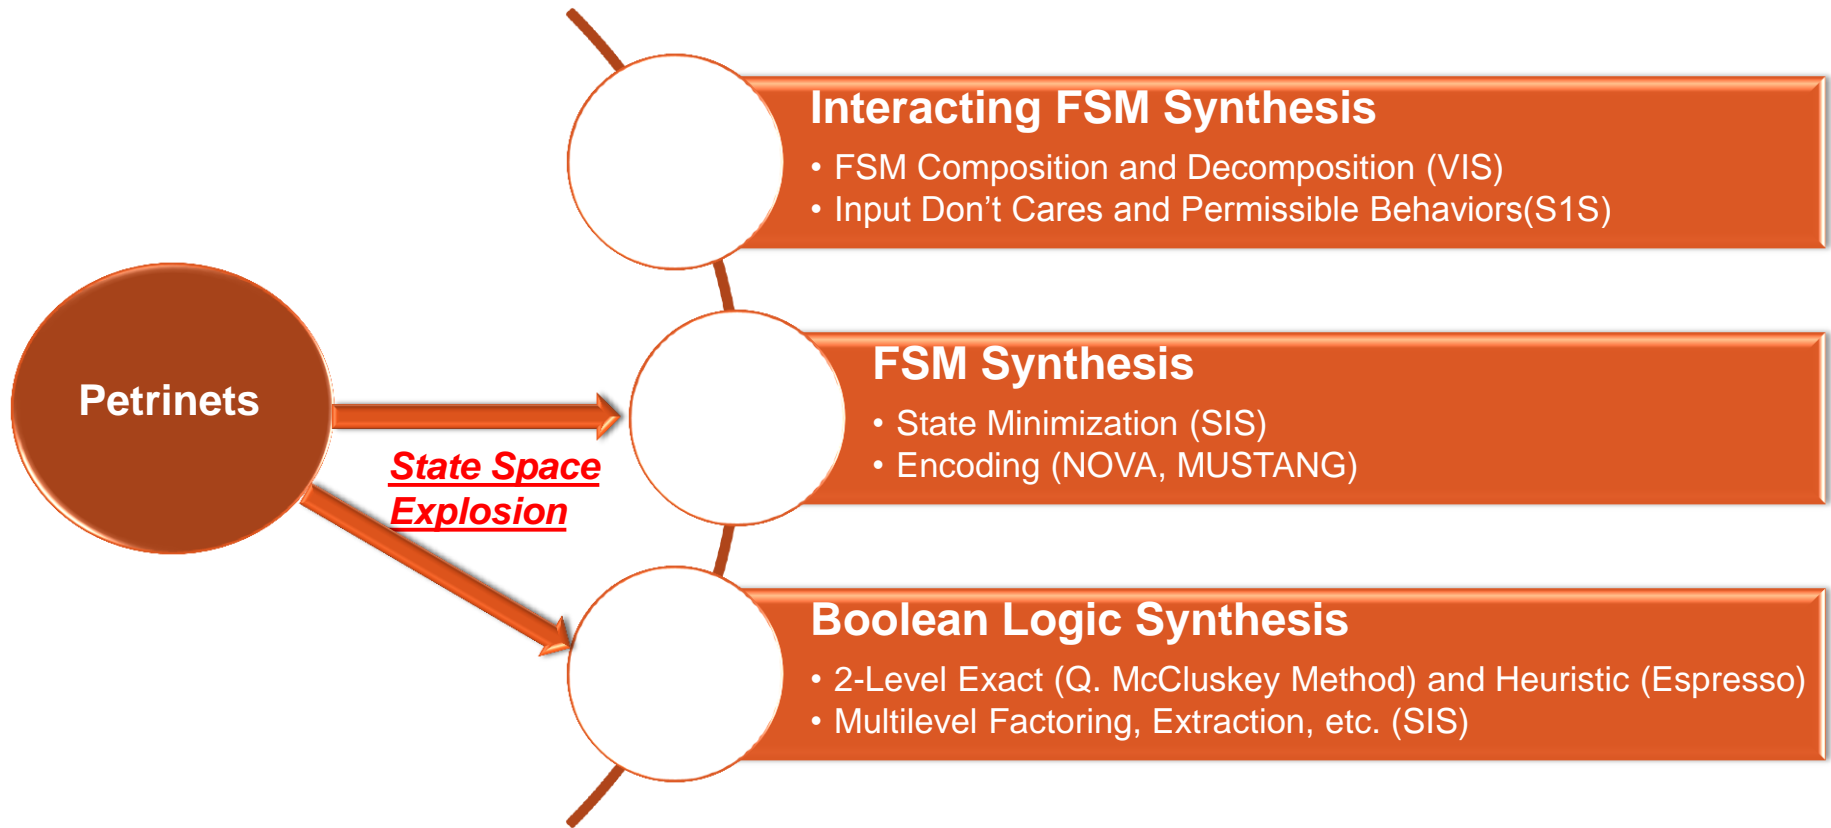 Interacting FSM Synthesis
• FSM Composition and Decomposition (VIS)
• Input Don’t Cares and Permissible Behaviors(S1S)
Petrinets
State Space
Explosion
FSM Synthesis
• State Minimization (SIS)
• Encoding (NOVA, MUSTANG)
Boolean Logic Synthesis
• 2-Level Exact (Q. McCluskey Method) and Heuristic (Espresso)
• Multilevel Factoring, Extraction, etc. (SIS)